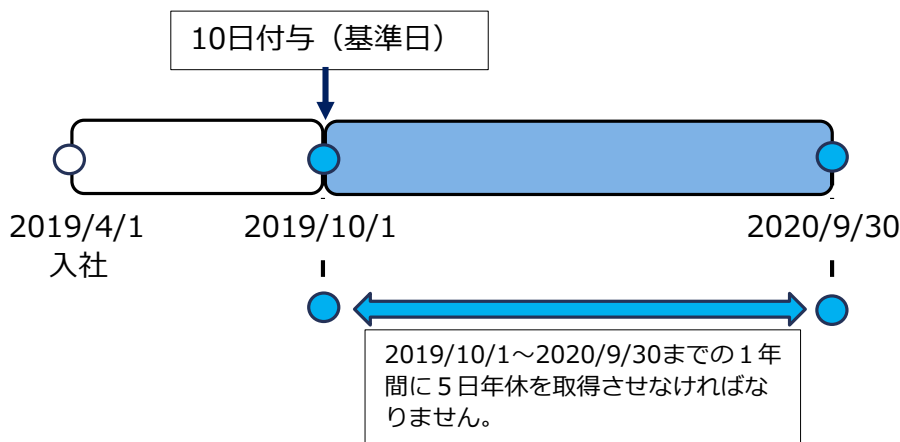 10日付与（基準日）
2019/4/1
入社
2019/10/1
2020/9/30
2019/10/1～2020/9/30までの１年
間に５日年休を取得させなければな
りません。